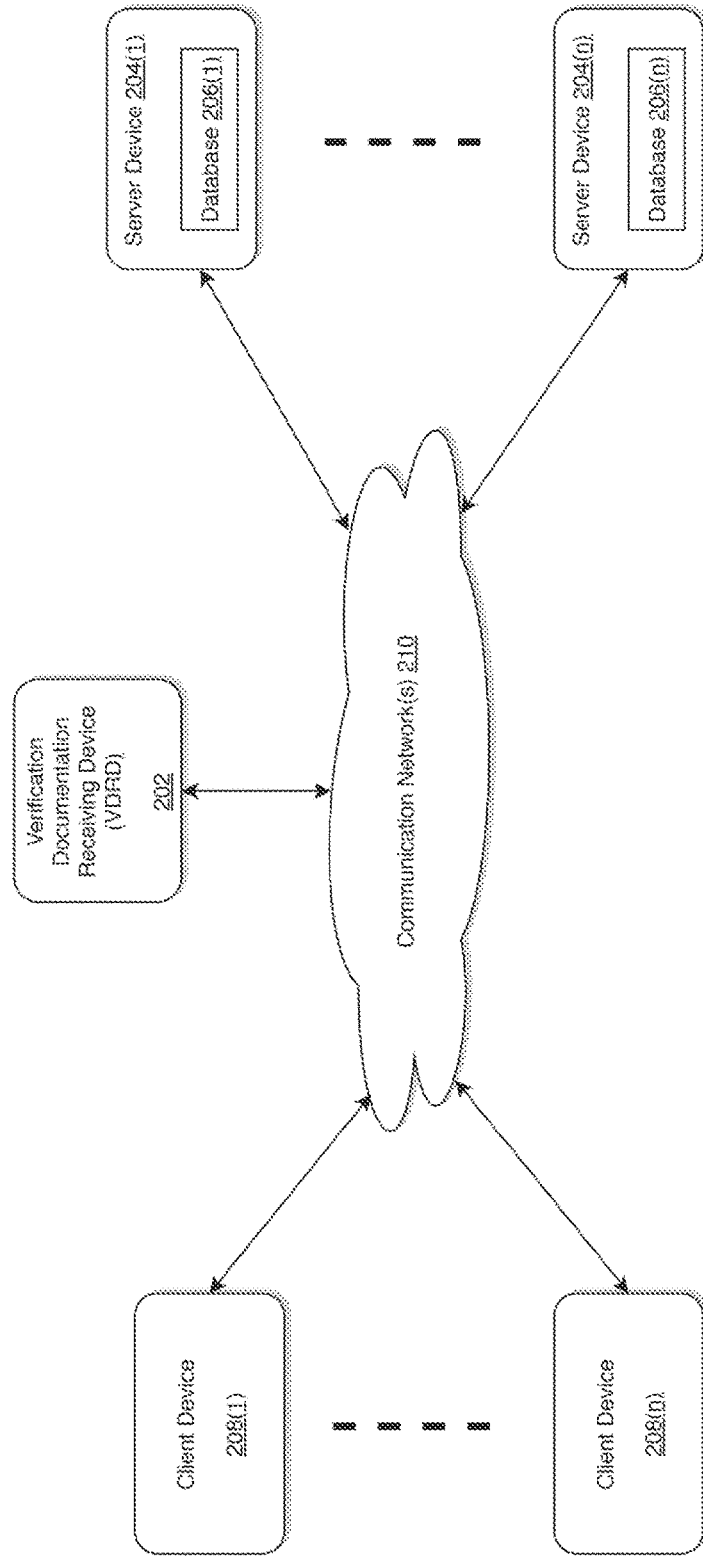 Verification
Documentation
Receiving Device
(VDRD)
202
Client Device
208(1)
Client Device
208(n)
Communication Network(s) 210
Server Device 204(1)
Database 206(1)
Server Device 204(n)
Database 206(n)